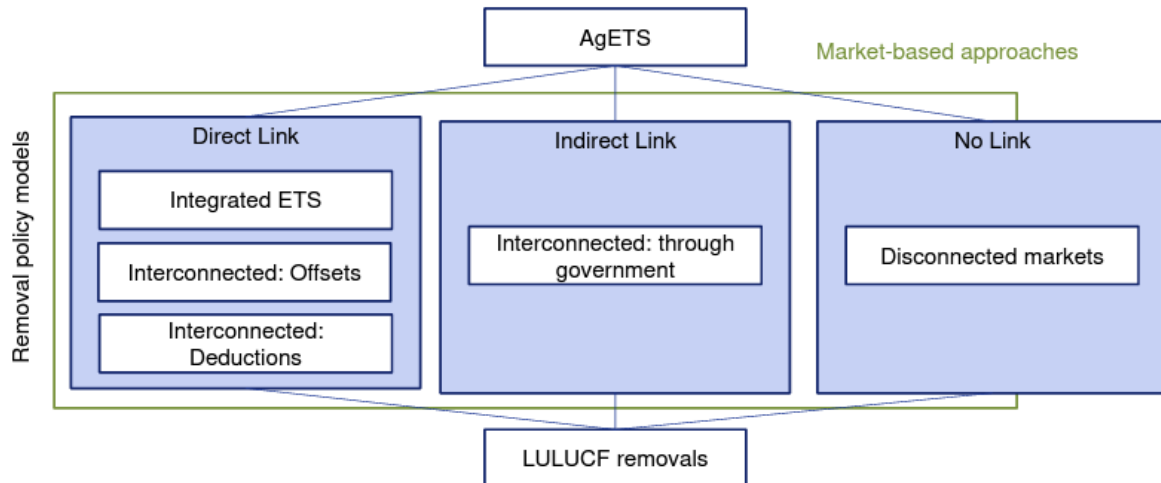 AgETS
Market-based approaches
Removal policy models
Direct Link
Integrated ETS
Interconnected: Offsets
Interconnected:
Deductions
Indirect Link
Interconnected: through
government
No Link
Disconnected markets
LULUCF removals